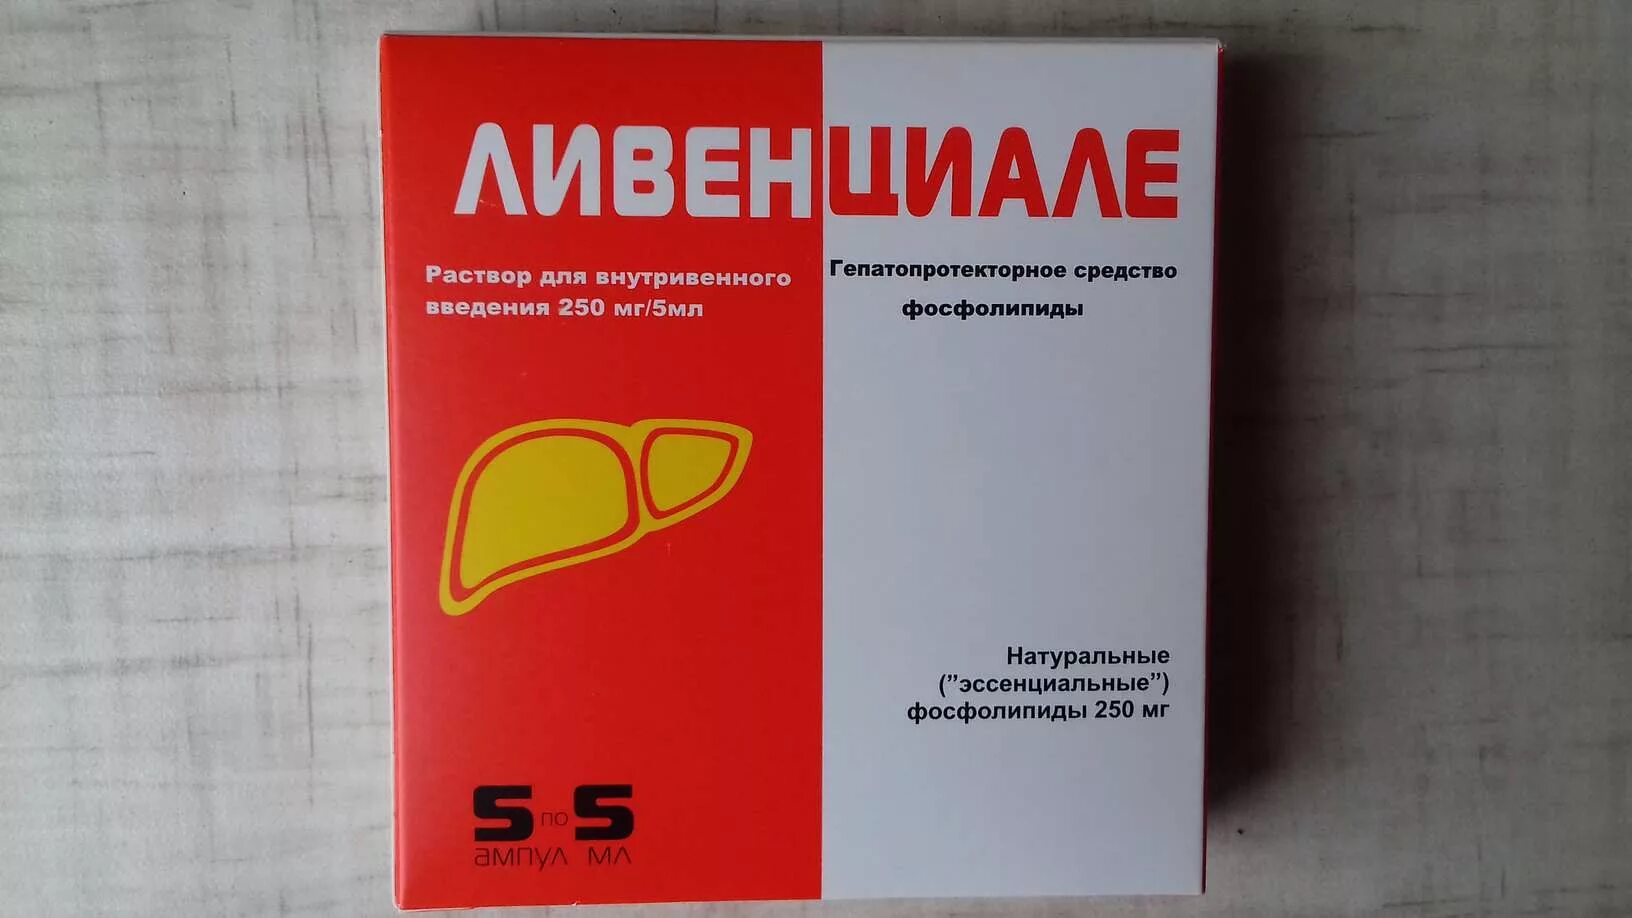 ЛИВЕНЦИАЛЕ
Раствор для внутривенного
введения 250 мг/5мл
Гепатопротекторное средство
фосфолипиды
Натуральные
(”эссенциальные”)
фосфолипиды 250 мг
5 по 5
ампул мл